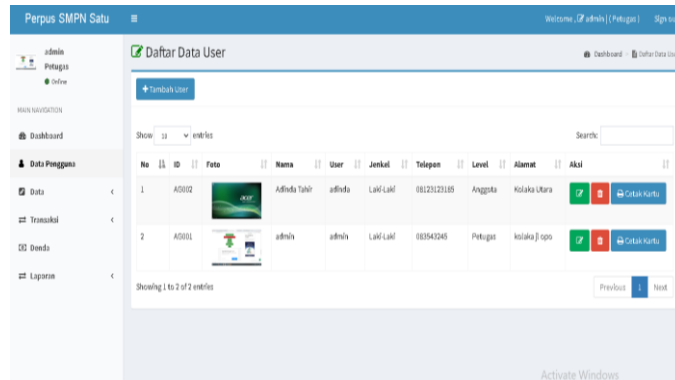 Perpus SMPN Satu
Welcome, admin | ( Petugas )
admin
Petugas
Online
Daftar Data User
Dashboard
Daftar Data
+ Tambah User
MAIN NAVIGATION
Dashboard
Data Pengguna
Data
Transaksi
Denda
Laporan
Show entries
Search:
No ID Foto Nama User Jenkel Telepon Level Alamat Aksi
1 AG002 acer Adinda Tahir adinda Laki-Laki 08123123185 Anggota Kolaka Utara Cetak Kartu
2 AG001 admin admin Laki-Laki 083543245 Petugas kolaka jl opo Cetak Kartu
Showing 1 to 2 of 2 entries
Previous 1 Next
Activate Windows